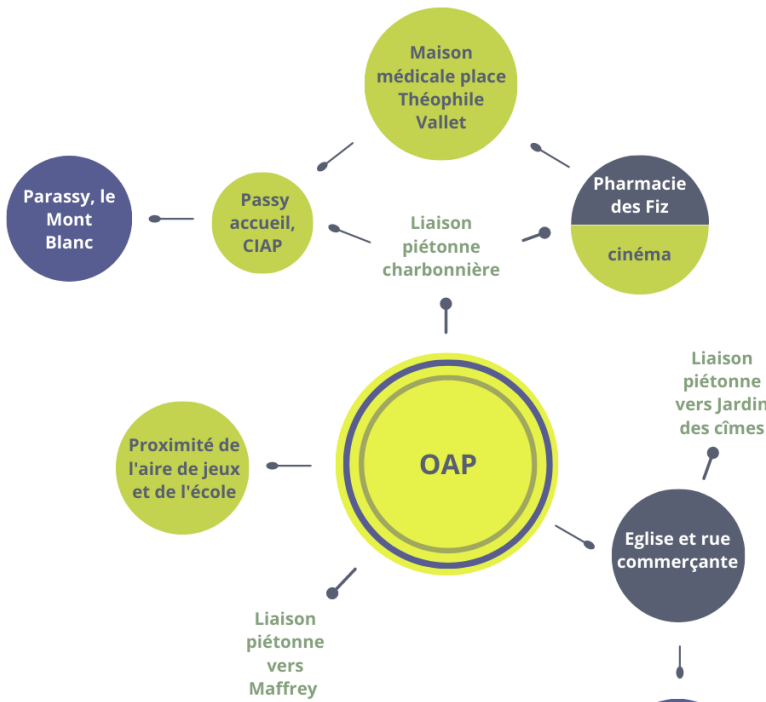 Maison
médicale place
Théophile
Vallet
Parassy, le
Mont
Blanc
Passy
accueil,
CIAP
Liaison
piétonne
charbonnière
Pharmacie
des Fiz
cinéma
Liaison
piétonne
vers Jardin
des cîmes
Proximité de
l'aire de jeux
et de l'école
OAP
Eglise et rue
commerçante
Liaison
piétonne
vers
Maffrey